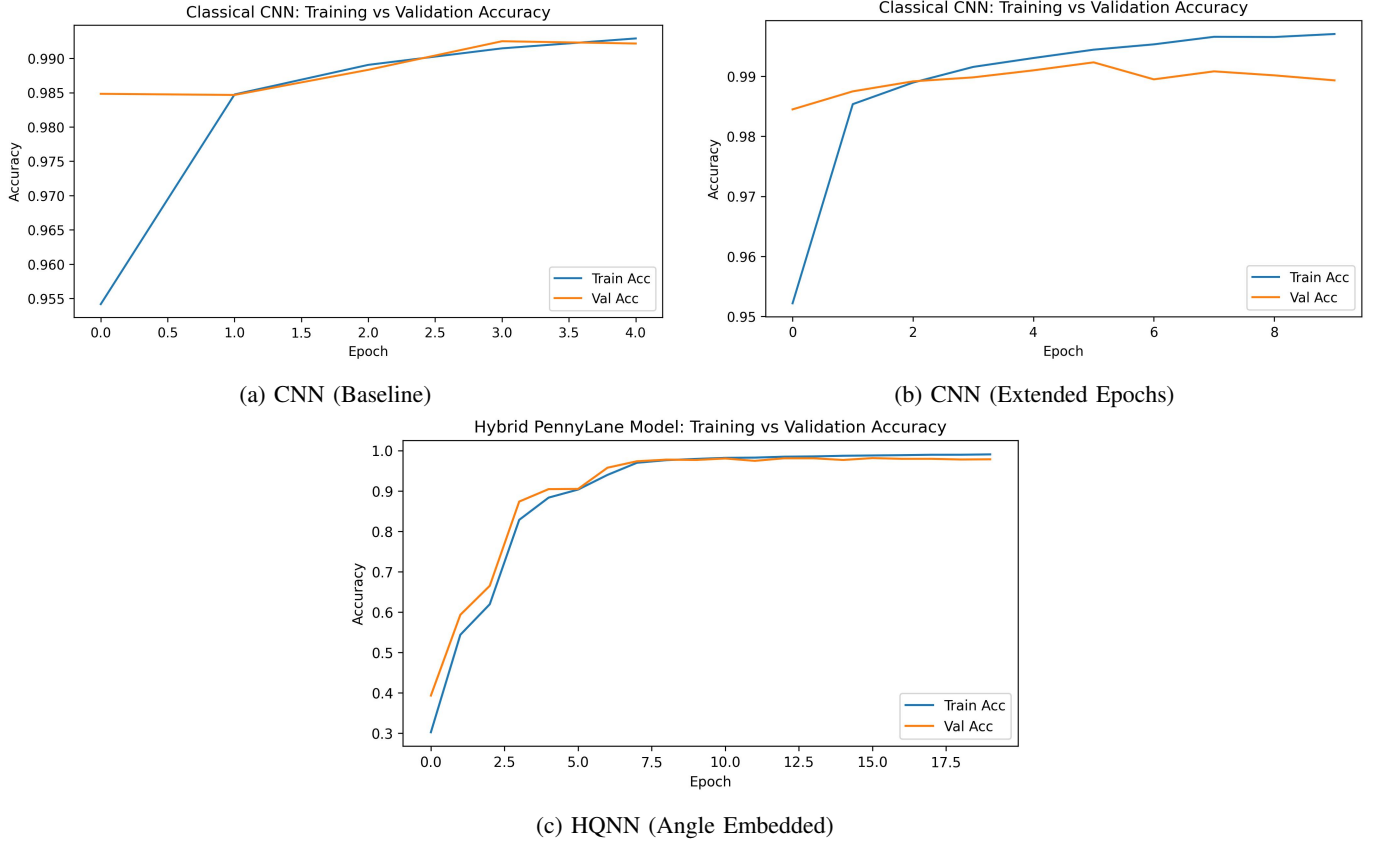 Classical CNN: Training vs Validation Accuracy
0.990
0.985
0.980
0.975
0.970
0.965
0.960
0.955
Accuracy
Train Acc
Val Acc
0.0 0.5 1.0 1.5 2.0 2.5 3.0 3.5 4.0
Epoch
(a) CNN (Baseline)
Classical CNN: Training vs Validation Accuracy
0.99
0.98
0.97
0.96
0.95
Accuracy
Train Acc
Val Acc
0 2 4 6 8
Epoch
(b) CNN (Extended Epochs)
Hybrid PennyLane Model: Training vs Validation Accuracy
1.0
0.9
0.8
0.7
0.6
0.5
0.4
0.3
Accuracy
Train Acc
Val Acc
0.0 2.5 5.0 7.5 10.0 12.5 15.0 17.5
Epoch
(c) HQNN (Angle Embedded)